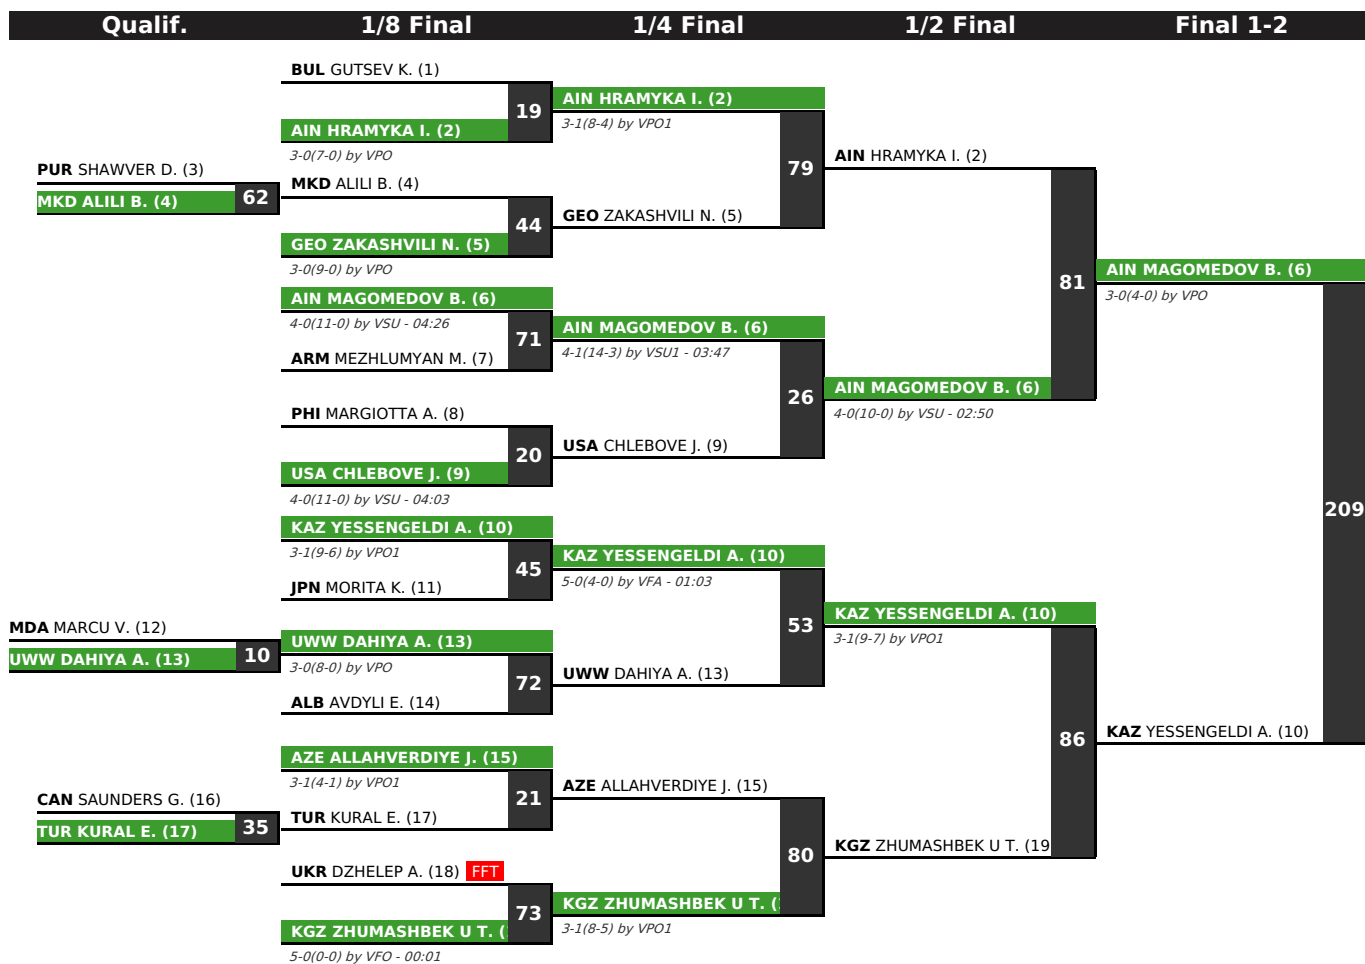 Qualif.
1/8 Final
1/4 Final
1/2 Final
Final 1-2
PUR SHAWVER D. (3)
MKD ALILI B. (4)
62
MDA MARCU V. (12)
UWW DAHIYA A. (13)
10
CAN SAUNDERS G. (16)
TUR KURAL E. (17)
35
BUL GUTSEV K. (1)
19
AIN HRAMYKA I. (2)
3-0(7-0) by VPO
MKD ALILI B. (4)
44
GEO ZAKASHVILI N. (5)
3-0(9-0) by VPO
AIN MAGOMEDOV B. (6)
4-0(11-0) by VSU - 04:26
71
ARM MEZHLUMYAN M. (7)
PHI MARGIOTTA A. (8)
20
USA CHLEBOVE J. (9)
4-0(11-0) by VSU - 04:03
KAZ YESSENGELDI A. (10)
3-1(9-6) by VPO1
45
JPN MORITA K. (11)
UWW DAHIYA A. (13)
3-0(8-0) by VPO
72
ALB AVDYLI E. (14)
AZE ALLAHVERDIYE J. (15)
3-1(4-1) by VPO1
21
TUR KURAL E. (17)
UKR DZHELEP A. (18) FFT
73
KGZ ZHUMASHBEK U T. (
5-0(0-0) by VFO - 00:01
AIN HRAMYKA I. (2)
3-1(8-4) by VPO1
79
GEO ZAKASHVILI N. (5)
AIN MAGOMEDOV B. (6)
4-1(14-3) by VSU1 - 03:47
26
USA CHLEBOVE J. (9)
KAZ YESSENGELDI A. (10)
5-0(4-0) by VFA - 01:03
53
UWW DAHIYA A. (13)
AZE ALLAHVERDIYE J. (15)
80
KGZ ZHUMASHBEK U T. (
3-1(8-5) by VPO1
AIN HRAMYKA I. (2)
81
AIN MAGOMEDOV B. (6)
4-0(10-0) by VSU - 02:50
KAZ YESSENGELDI A. (10)
3-1(9-7) by VPO1
86
KGZ ZHUMASHBEK U T. (19
AIN MAGOMEDOV B. (6)
3-0(4-0) by VPO
209
KAZ YESSENGELDI A. (10)